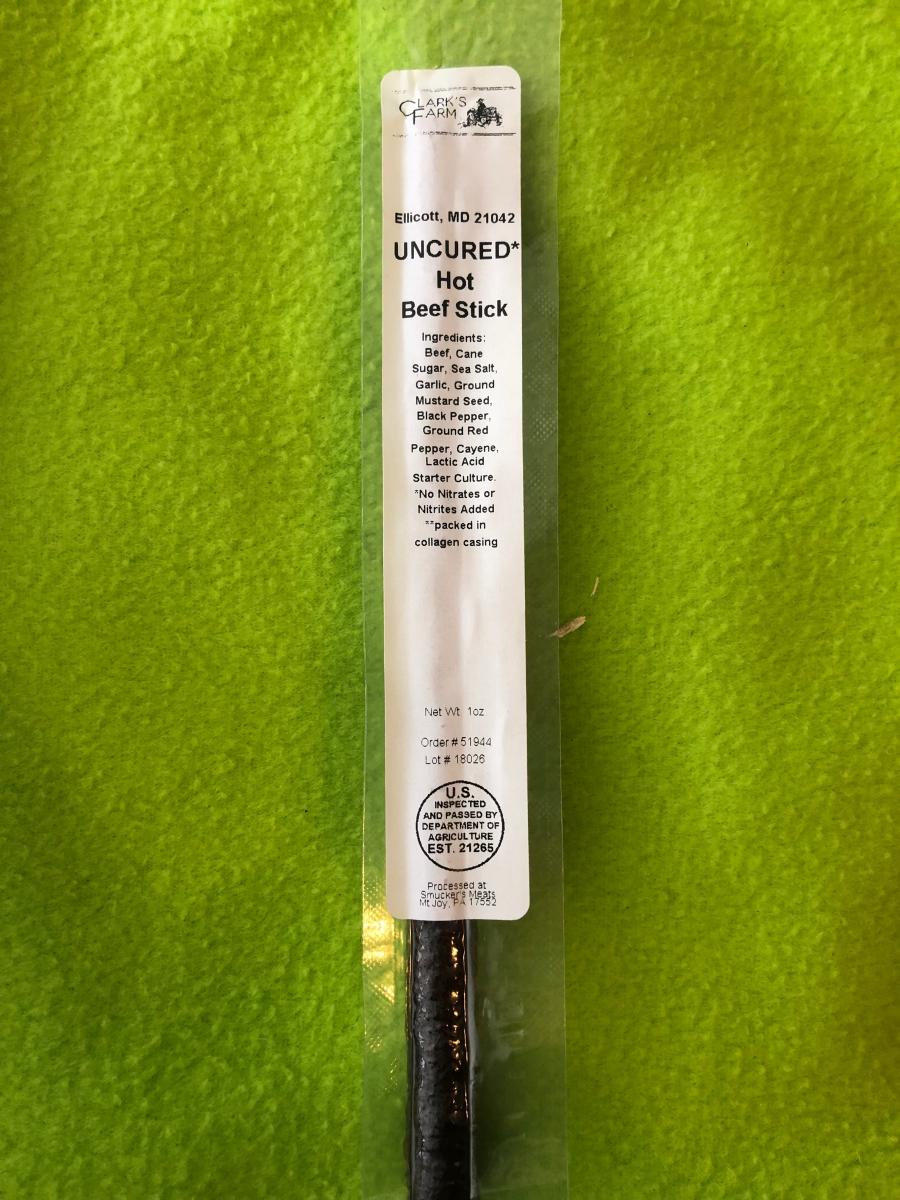 CLARK'S
FARM
Ellicott, MD 21042
UNCURED*
Hot
Beef Stick
Ingredients:
Beef, Cane
Sugar, Sea Salt,
Garlic, Ground
Mustard Seed,
Black Pepper,
Ground Red
Pepper, Cayene,
Lactic Acid
Starter Culture.
*No Nitrates or
Nitrites Added
**packed in
collagen casing
Net Wt. 1oz
Order # 51944
Lot # 18026
U.S.
INSPECTED
AND PASSED BY
DEPARTMENT OF
AGRICULTURE
EST. 21265
Processed at
Smucker's Meats
Mt Joy, PA 17552